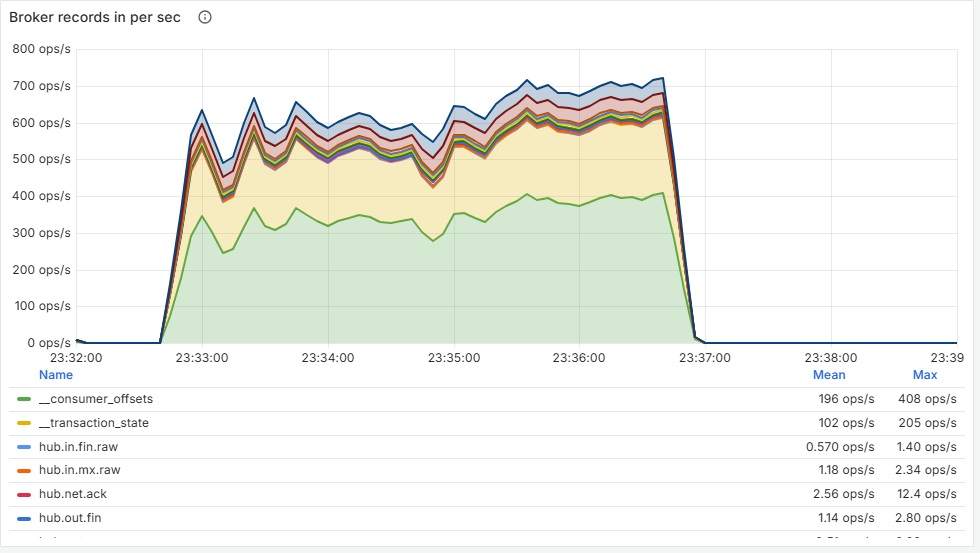 Broker records in per sec
800 ops/s
700 ops/s
600 ops/s
500 ops/s
400 ops/s
300 ops/s
200 ops/s
100 ops/s
0 ops/s
23:32:00 23:33:00 23:34:00 23:35:00 23:36:00 23:37:00 23:38:00 23:39
Name Mean Max
__consumer_offsets 196 ops/s 408 ops/s
__transaction_state 102 ops/s 205 ops/s
hub.in.fin.raw 0.570 ops/s 1.40 ops/s
hub.in.mx.raw 1.18 ops/s 2.34 ops/s
hub.net.ack 2.56 ops/s 12.4 ops/s
hub.out.fin 1.14 ops/s 2.80 ops/s